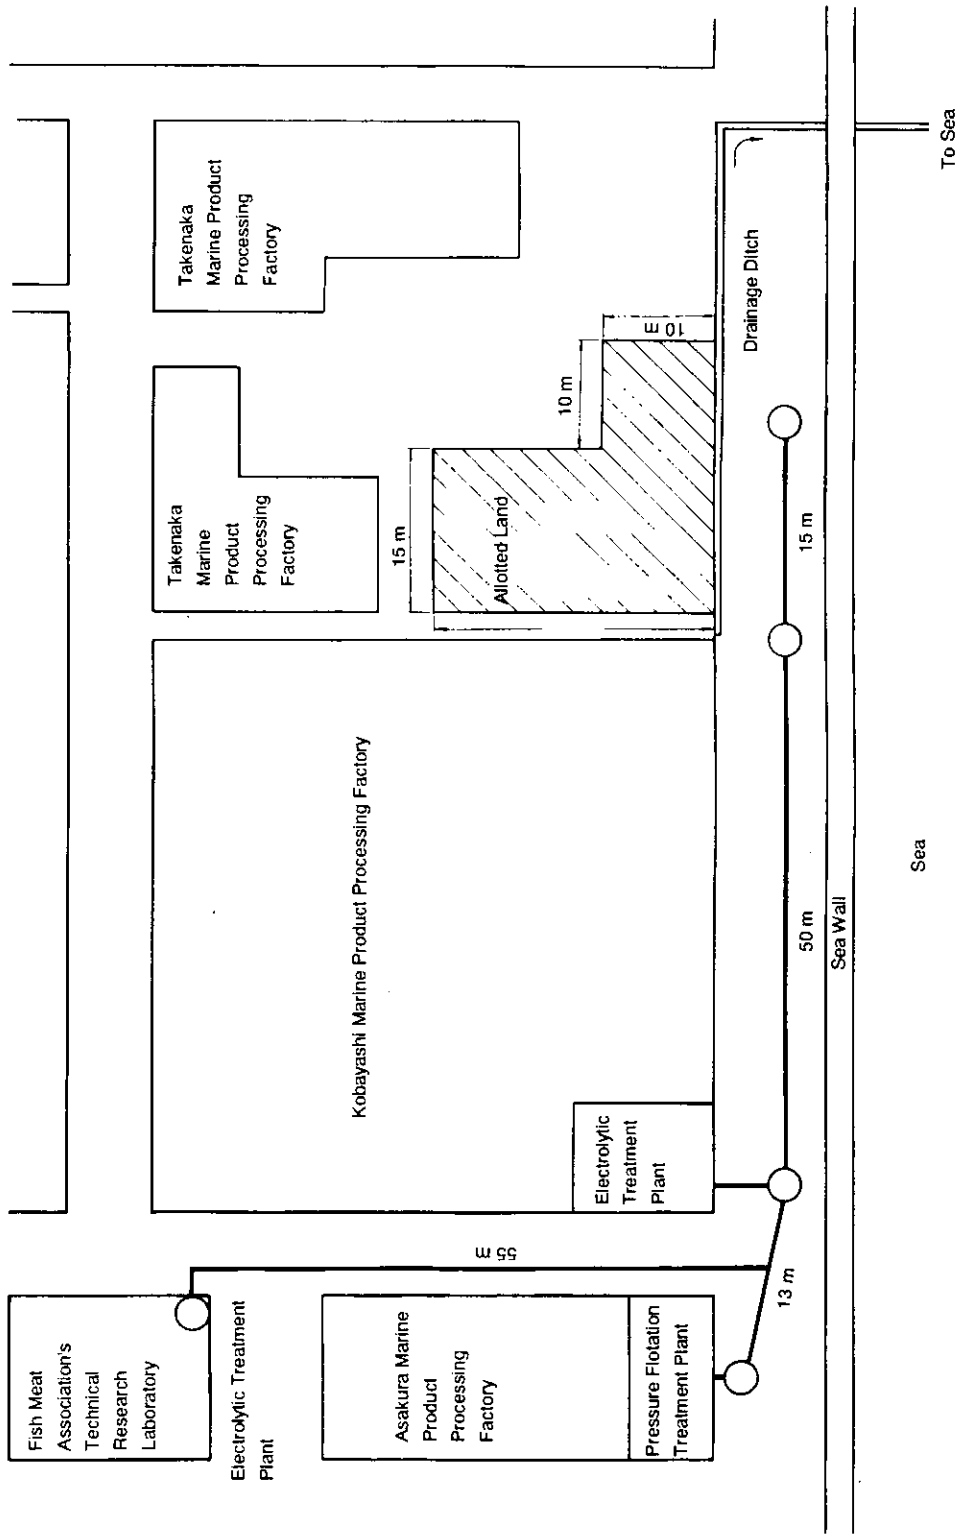 Fish Meat
Association's
Technical
Research
Laboratory
Electrolytic Treatment
Plant
Asakura Marine
Product
Processing
Factory
Pressure Flotation
Treatment Plant
55 m
13 m
Kobayashi Marine Product Processing Factory
Electrolytic
Treatment
Plant
Takenaka
Marine
Product
Processing
Factory
Takenaka
Marine Product
Processing
Factory
15 m
10 m
10 m
Allotted Land
Drainage Ditch
50 m
15 m
Sea Wall
Sea
To Sea